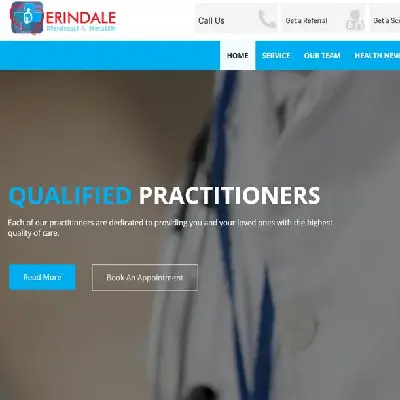 ERINDALE
Medical & Health
Call Us
Get a Referral
Get a Sc
HOME
SERVICE
OUR TEAM
HEALTH NEW
QUALIFIED PRACTITIONERS
Each of our practitioners are dedicated to providing you and your loved ones with the highest
quality of care.
Read More
Book An Appointment